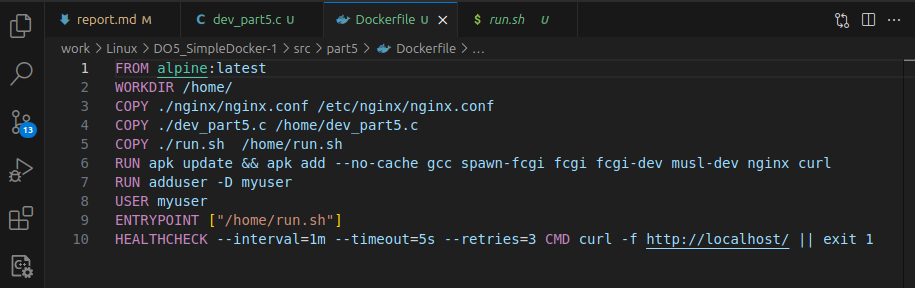 report.md M C dev_part5.c U Dockerfile U $ run.sh U
work > Linux > DO5_SimpleDocker-1 > src > part5 > Dockerfile > ...
1 FROM alpine:latest
2 WORKDIR /home/
3 COPY ./nginx/nginx.conf /etc/nginx/nginx.conf
4 COPY ./dev_part5.c /home/dev_part5.c
5 COPY ./run.sh  /home/run.sh
6 RUN apk update && apk add --no-cache gcc spawn-fcgi fcgi fcgi-dev musl-dev nginx curl
7 RUN adduser -D myuser
8 USER myuser
9 ENTRYPOINT ["/home/run.sh"]
10 HEALTHCHECK --interval=1m --timeout=5s --retries=3 CMD curl -f http://localhost/ || exit 1
13